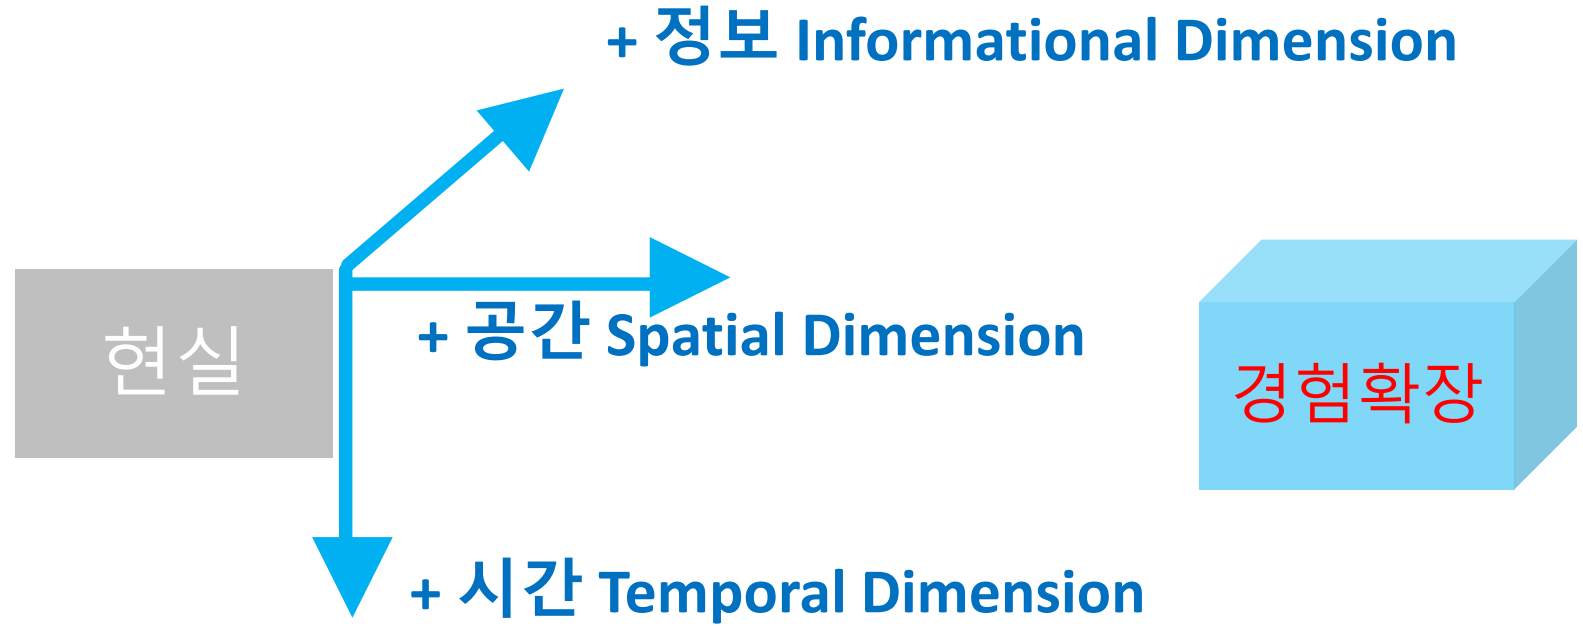 + 정보 Informational Dimension
현실
+ 공간 Spatial Dimension
경험확장
+ 시간 Temporal Dimension